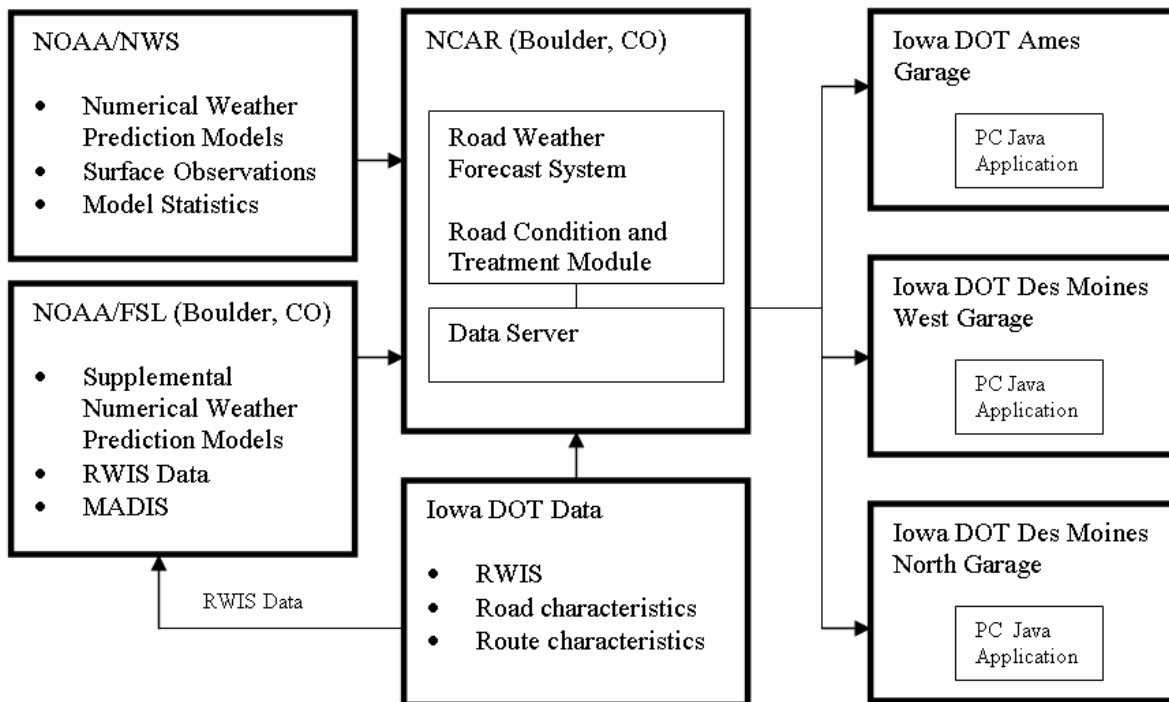 NOAA/NWS
• Numerical Weather
Prediction Models
• Surface Observations
• Model Statistics
NOAA/FSL (Boulder, CO)
• Supplemental
Numerical Weather
Prediction Models
• RWIS Data
• MADIS
RWIS Data
NCAR (Boulder, CO)
Road Weather
Forecast System
Road Condition and
Treatment Module
Data Server
Iowa DOT Data
• RWIS
• Road characteristics
• Route characteristics
Iowa DOT Ames
Garage
PC Java
Application
Iowa DOT Des Moines
West Garage
PC Java
Application
Iowa DOT Des Moines
North Garage
PC Java
Application